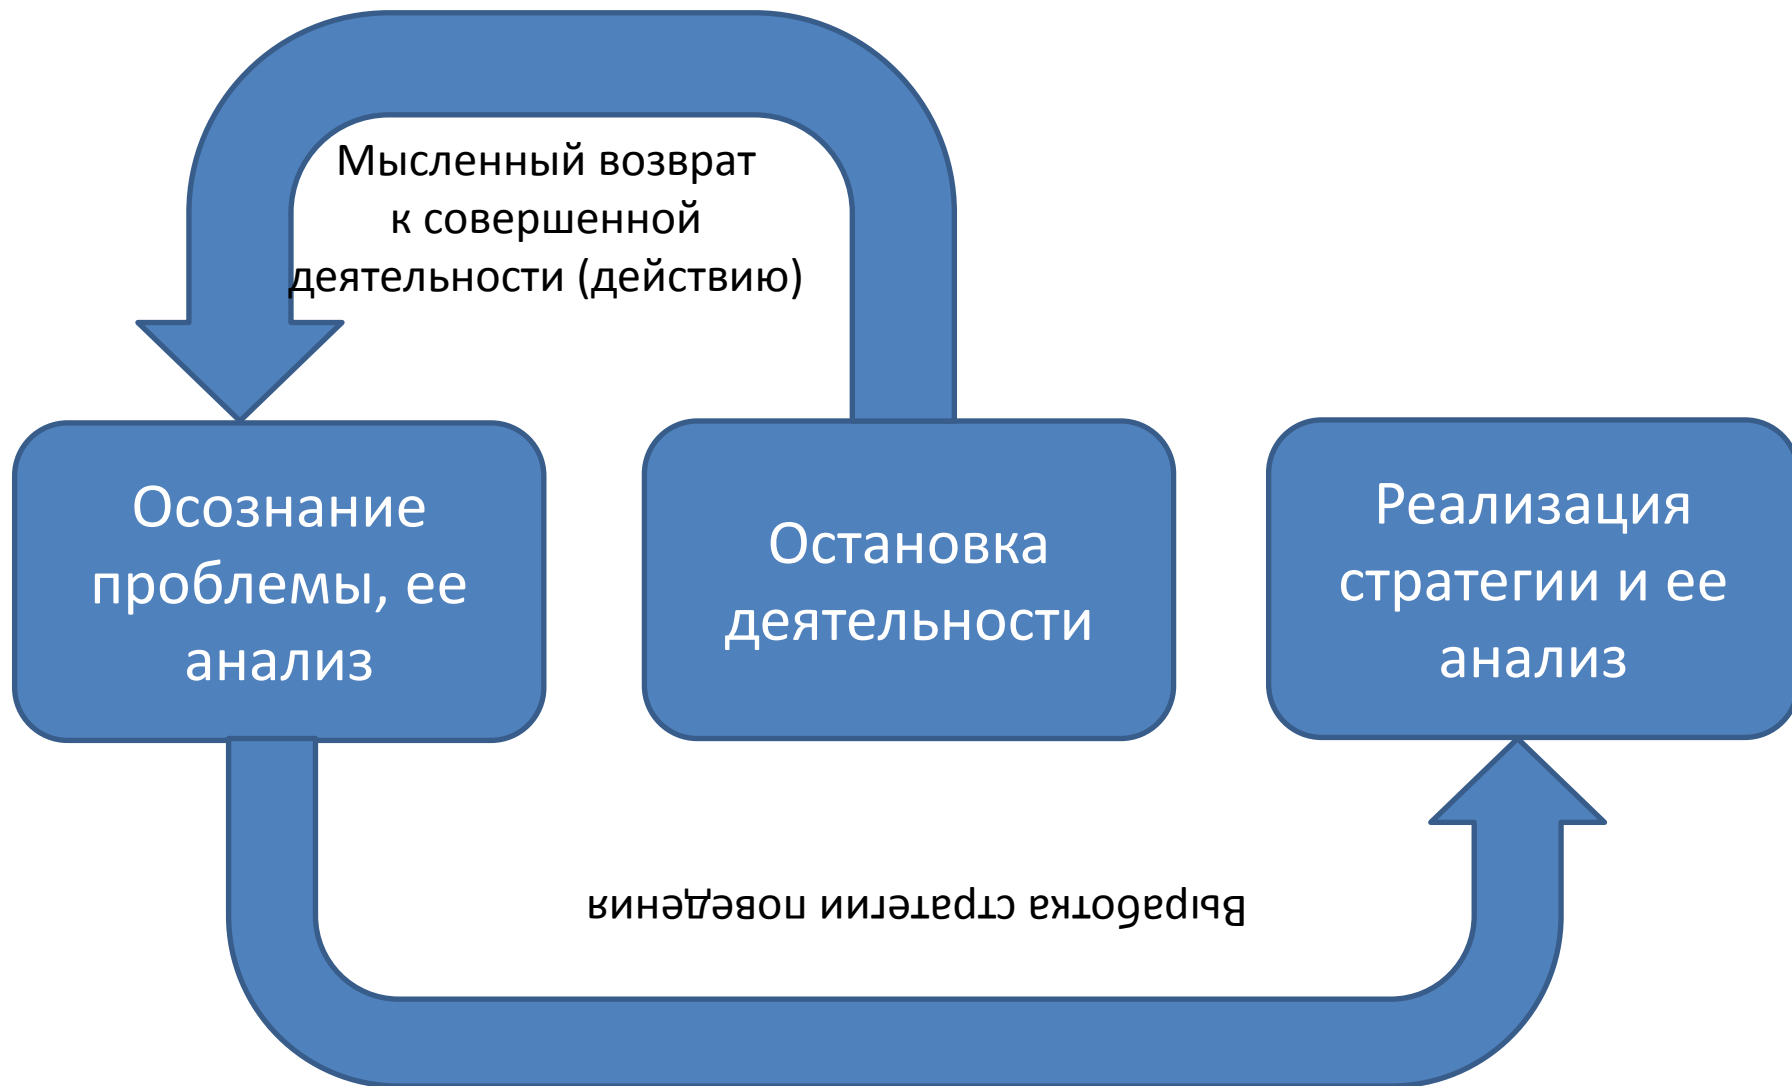 Мысленный возврат
к совершенной
деятельности (действию)
Осознание
проблемы, ее
анализ
Остановка
деятельности
Реализация
стратегии и ее
анализ
Выработка стратегии поведения